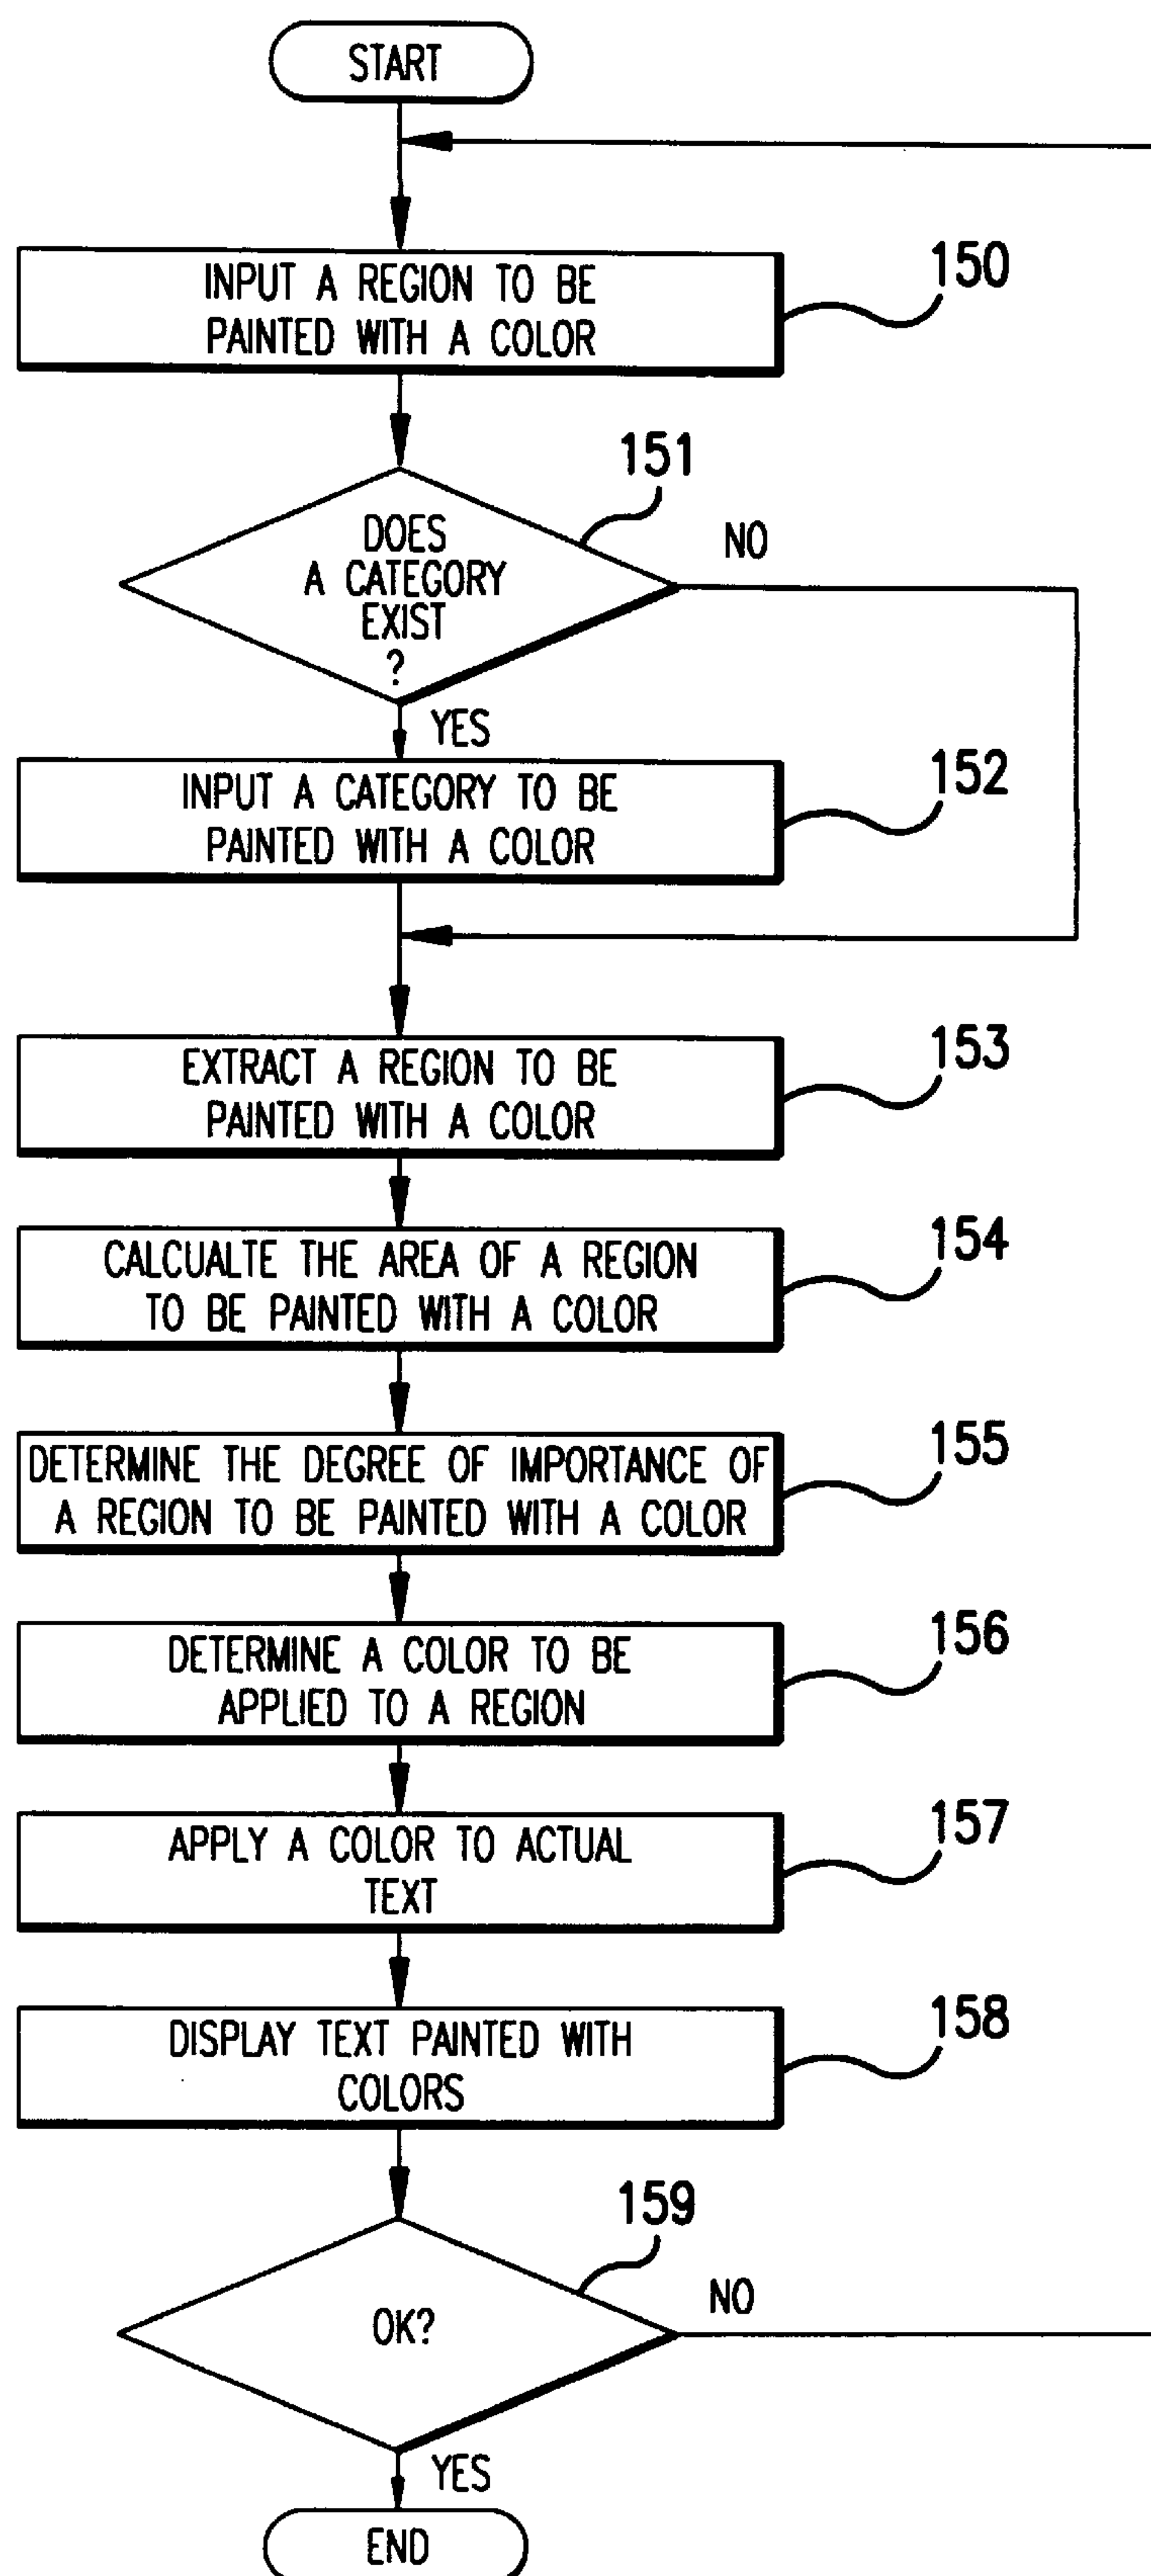 START
INPUT A REGION TO BE
PAINTED WITH A COLOR
150
151
DOES
A CATEGORY
EXIST
?
NO
YES
INPUT A CATEGORY TO BE
PAINTED WITH A COLOR
152
EXTRACT A REGION TO BE
PAINTED WITH A COLOR
153
CALCUALTE THE AREA OF A REGION
TO BE PAINTED WITH A COLOR
154
DETERMINE THE DEGREE OF IMPORTANCE OF
A REGION TO BE PAINTED WITH A COLOR
155
DETERMINE A COLOR TO BE
APPLIED TO A REGION
156
APPLY A COLOR TO ACTUAL
TEXT
157
DISPLAY TEXT PAINTED WITH
COLORS
158
159
OK?
NO
YES
END